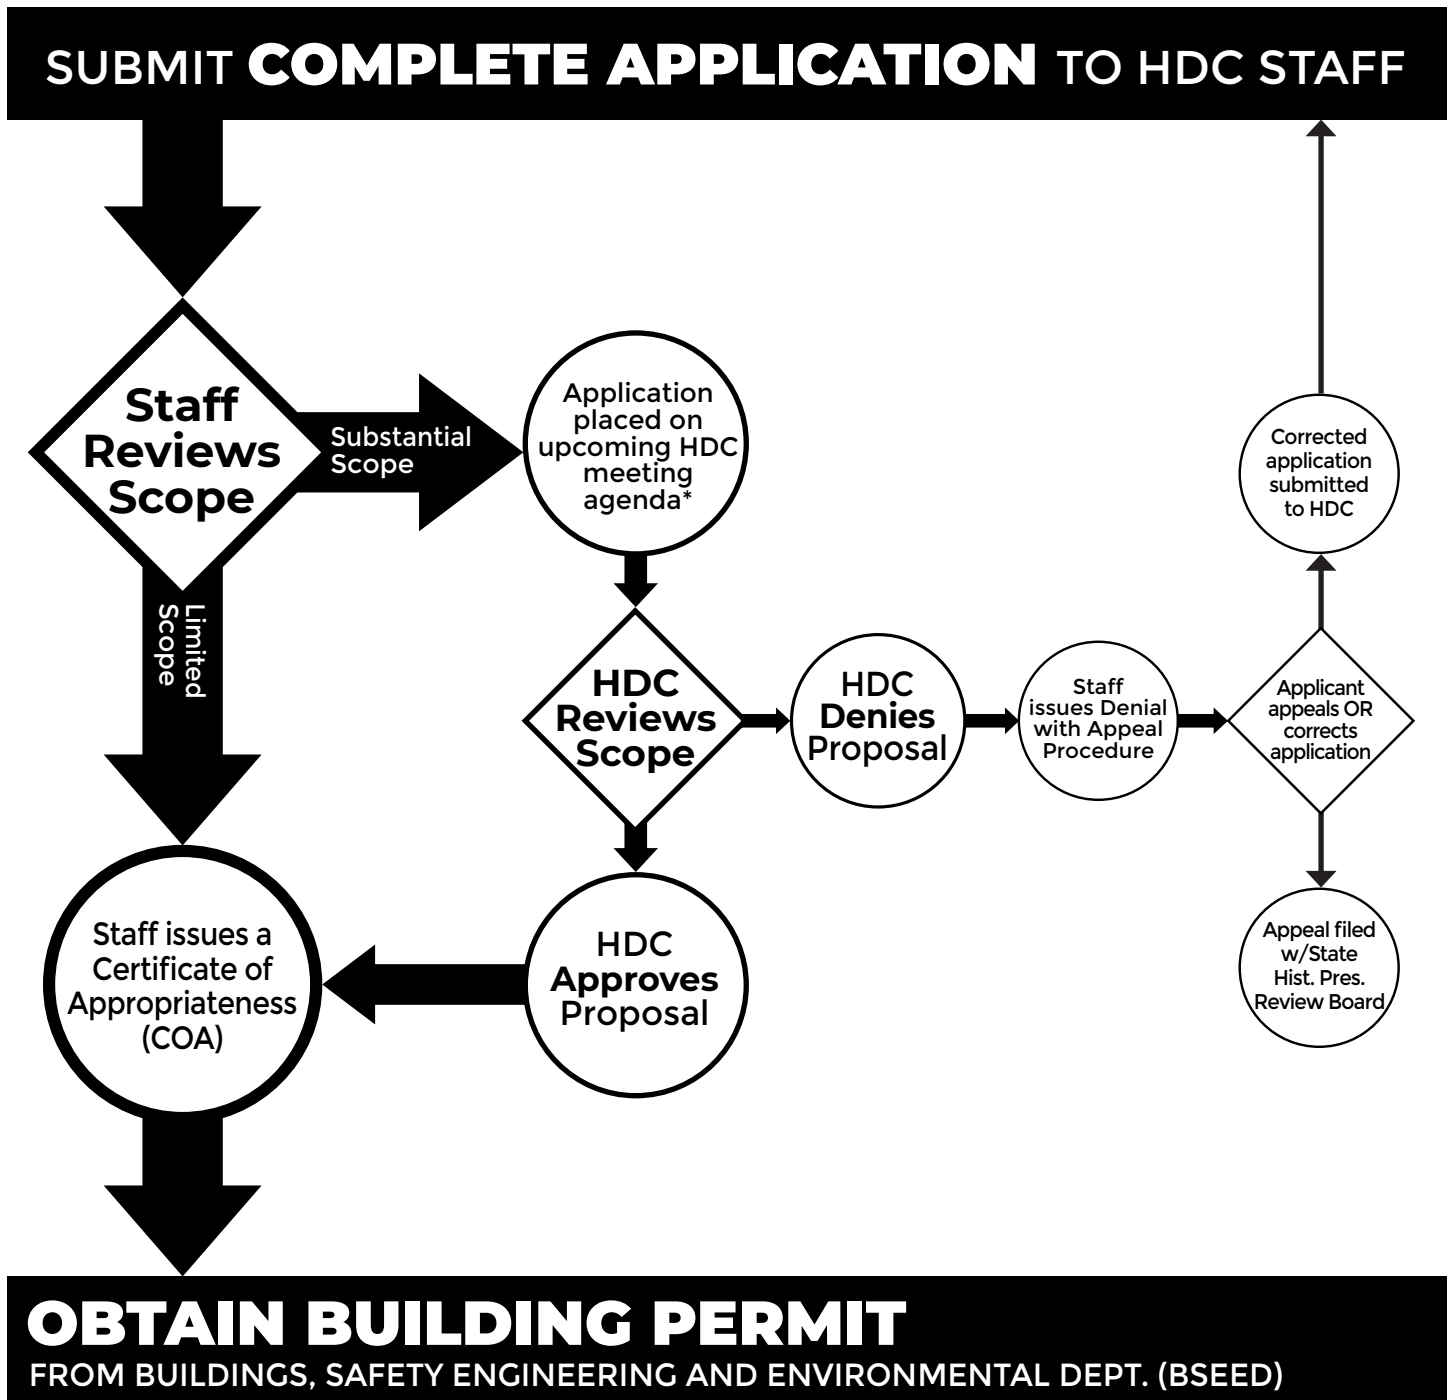 SUBMIT COMPLETE APPLICATION TO HDC STAFF
Staff
Reviews
Scope
Substantial
Scope
Application
placed on
upcoming HDC
meeting
agenda*
Limited
Scope
HDC
Reviews
Scope
HDC
Denies
Proposal
Staff
issues Denial
with Appeal
Procedure
Applicant
appeals OR
corrects
application
Corrected
application
submitted
to HDC
Appeal filed
w/State
Hist. Pres.
Review Board
HDC
Approves
Proposal
Staff issues a
Certificate of
Appropriateness
(COA)
OBTAIN BUILDING PERMIT
FROM BUILDINGS, SAFETY ENGINEERING AND ENVIRONMENTAL DEPT. (BSEED)